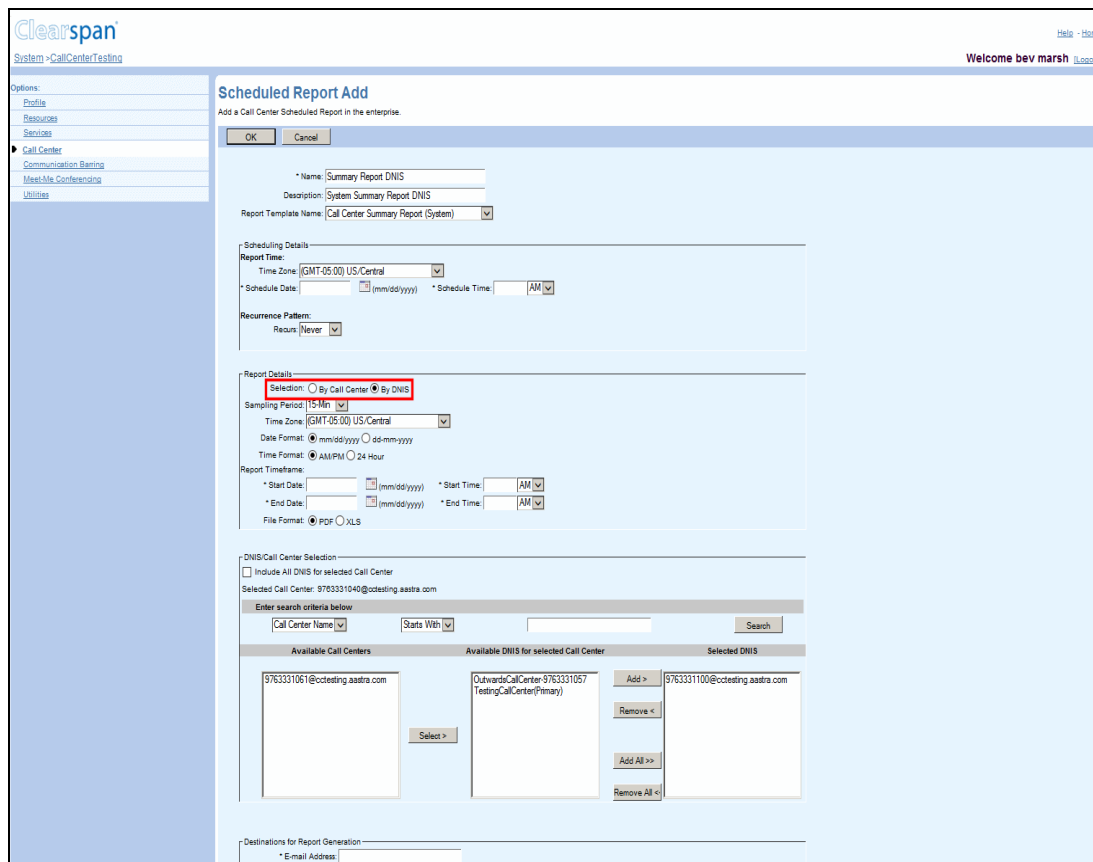 Clearspan
Help - Hor
System >CallCenterTesting
Welcome bev marsh [Logo
Options:
Profile
Resources
Services
Call Center
Communication Barring
Meet-Me Conferencing
Utilities
Scheduled Report Add
Add a Call Center Scheduled Report in the enterprise.
OK Cancel
* Name: Summary Report DNIS
Description: System Summary Report DNIS
Report Template Name: Call Center Summary Report (System)
Scheduling Details
Report Time:
Time Zone: (GMT-05:00) US/Central
* Schedule Date: (mm/dd/yyyy) * Schedule Time: AM
Recurrence Pattern:
Recurs: Never
Report Details
Selection: By Call Center By DNIS
Sampling Period: 15-Min
Time Zone: (GMT-05:00) US/Central
Date Format: mm/dd/yyyy dd-mm-yyyy
Time Format: AM/PM 24 Hour
Report Timeframe:
* Start Date: (mm/dd/yyyy) * Start Time: AM
* End Date: (mm/dd/yyyy) * End Time: AM
File Format: PDF XLS
DNIS/Call Center Selection
Include All DNIS for selected Call Center
Selected Call Center: 9763331040@cctesting.aastra.com
Enter search criteria below
Call Center Name Starts With Search
Available Call Centers Available DNIS for selected Call Center Selected DNIS
9763331061@cctesting.aastra.com OutwardsCallCenter-9763331057 Add > 9763331100@cctesting.aastra.com
TestingCallCenter(Primary)
Remove <
Select >
Add All >>
Remove All <
Destinations for Report Generation
* E-mail Address: